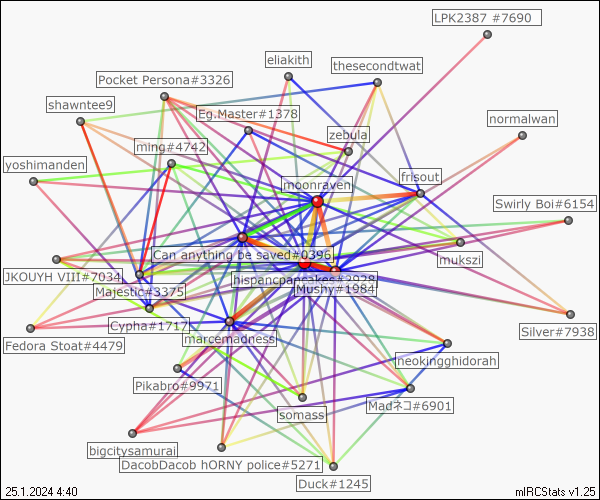 LPK2387 #7690
eliakith
thesecondtwat
Pocket Persona#3326
shawntee9
Eg.Master#1378
normalwan
zebula
ming#4742
yoshimanden
frisout
moonraven
Swirly Boi#6154
Can anything be saved#0396
mukszi
JKOUYH VIII#7034
hispancpancakes#3928
Majestic#3375
Mushy#1984
Cypha#1717
Silver#7938
marcemadness
Fedora Stoat#4479
neokingghidorah
Pikabro#9971
Madネコ#6901
somass
bigcitysamurai
DacobDacob hORNY police#5271
Duck#1245
25.1.2024 4:40
mIRCStats v1.25